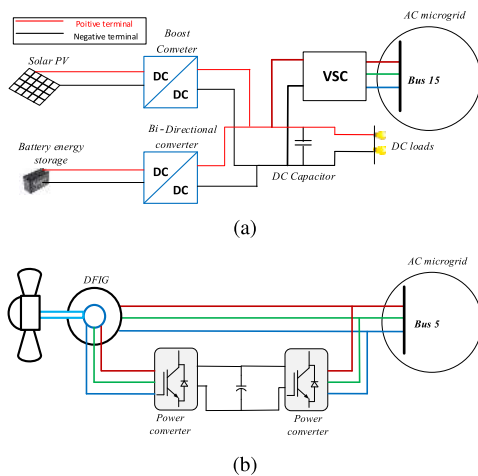 Poitive terminal
Negative terminal
Boost
Conveter
AC microgrid
Solar PV
DC
DC
VSC
Bus 15
Bi-Directional
converter
Battery energy
storage
DC
DC
DC loads
DC Capacitor
(a)
DFIG
AC microgrid
Bus 5
Power
converter
Power
converter
(b)